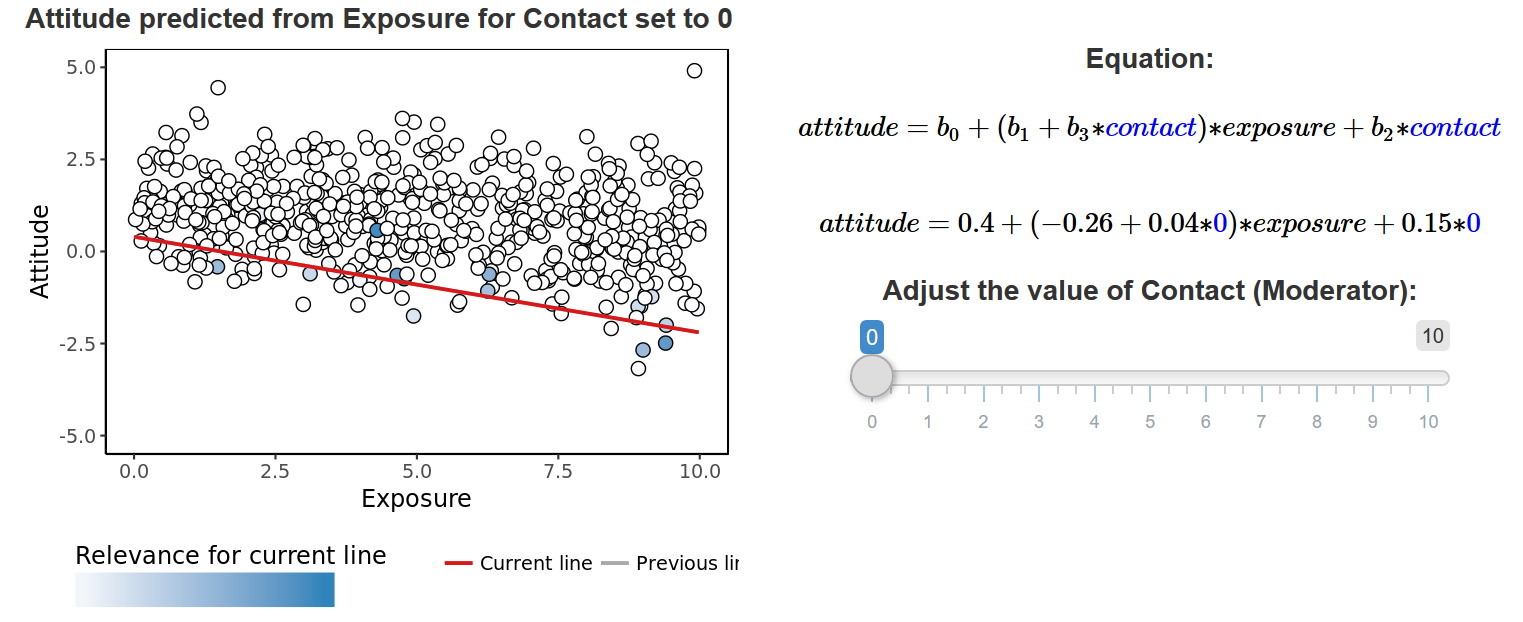 Attitude predicted from Exposure for Contact set to 0
5.0
2.5
0.0
-2.5
-5.0
Attitude
0.0 2.5 5.0 7.5 10.0
Exposure
Relevance for current line
Current line Previous lin
Equation:
attitude = b0 + (b1 + b3*contact)*exposure + b2*contact
attitude = 0.4 + (−0.26 + 0.04*0)*exposure + 0.15*0
Adjust the value of Contact (Moderator):
0 10
0 1 2 3 4 5 6 7 8 9 10